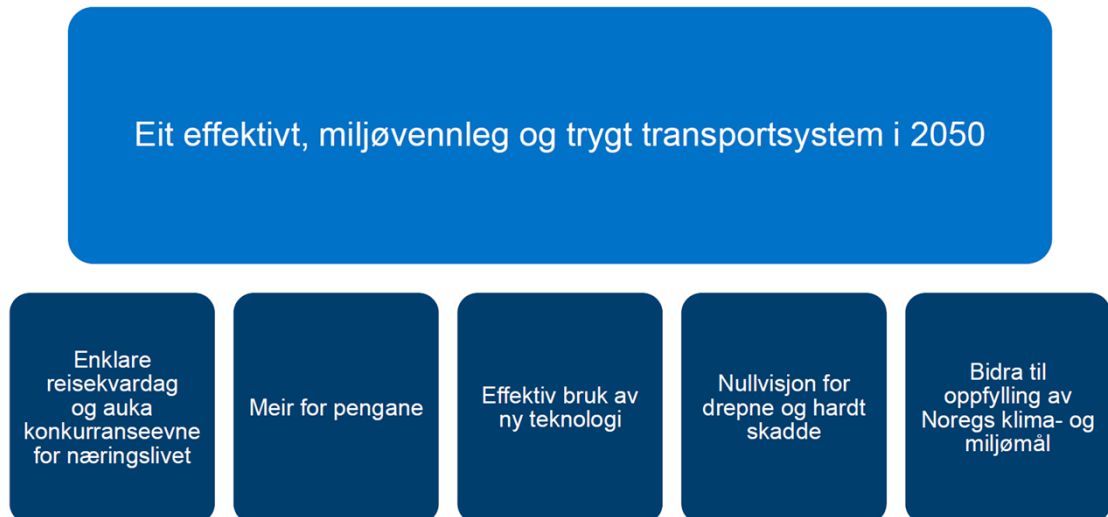 Eit effektivt, miljøvennleg og trygt transportsystem i 2050
Enklare
reisekvardag
og auka
konkurranseevne
for næringslivet
Meir for pengane
Effektiv bruk av
ny teknologi
Nullvisjon for
drepne og hardt
skadde
Bidra til
oppfylling av
Noregs klima- og
miljømål